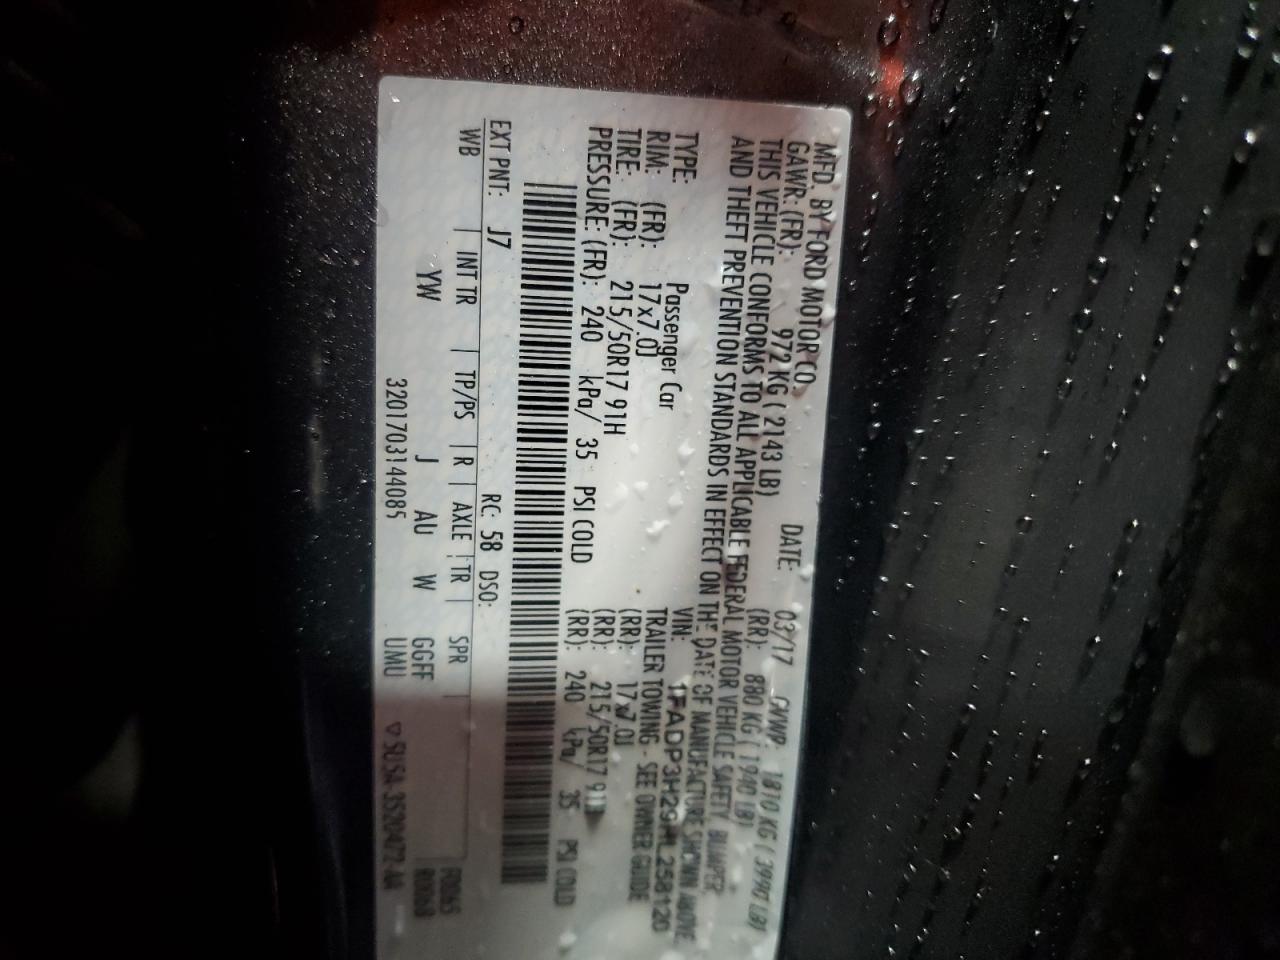 MFD. BY FORD MOTOR CO. DATE: 03/17 GVWR: 1810 KG ( 3990 LB)
GAWR: (FR): 972 KG ( 2143 LB) (RR): 880 KG ( 1940 LB)
THIS VEHICLE CONFORMS TO ALL APPLICABLE FEDERAL MOTOR VEHICLE SAFETY, BUMPER,
AND THEFT PREVENTION STANDARDS IN EFFECT ON THE DATE OF MANUFACTURE SHOWN ABOVE.
VIN:
TYPE: Passenger Car TRAILER TOWING - SEE OWNER GUIDE
RIM: (FR): 17x7.0J (RR): 17x7.0J
TIRE: (FR): 215/50R17 91H (RR): 215/50R17 91H
PRESSURE: (FR): 240 kPa/ 35 PSI COLD (RR): 240 kPa/ 35 PSI COLD
EXT PNT: J7 RC: 58 DSO:
WB INT TR TP/PS R AXLE TR SPR
YW J AU W GGFF
320170314085 UMU